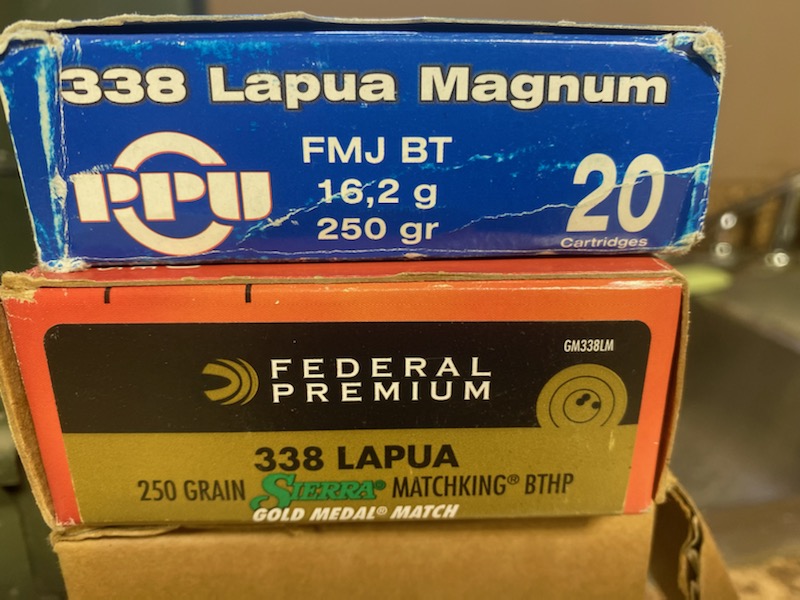 338 Lapua Magnum
PPU
FMJ BT
16,2 g
250 gr
20
Cartridges
GM338LM
FEDERAL
PREMIUM
338 LAPUA
250 GRAIN SIERRA® MATCHKING® BTHP
GOLD MEDAL® MATCH